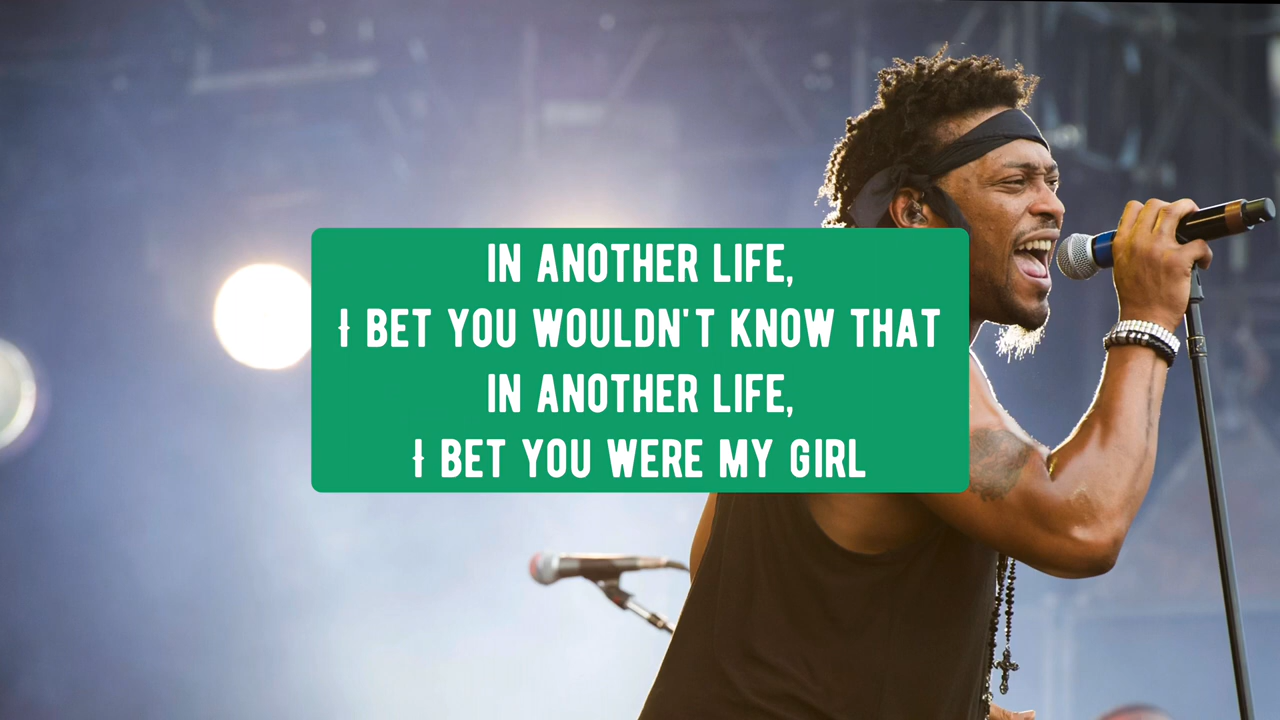 IN ANOTHER LIFE,
I BET YOU WOULDN'T KNOW THAT
IN ANOTHER LIFE,
I BET YOU WERE MY GIRL